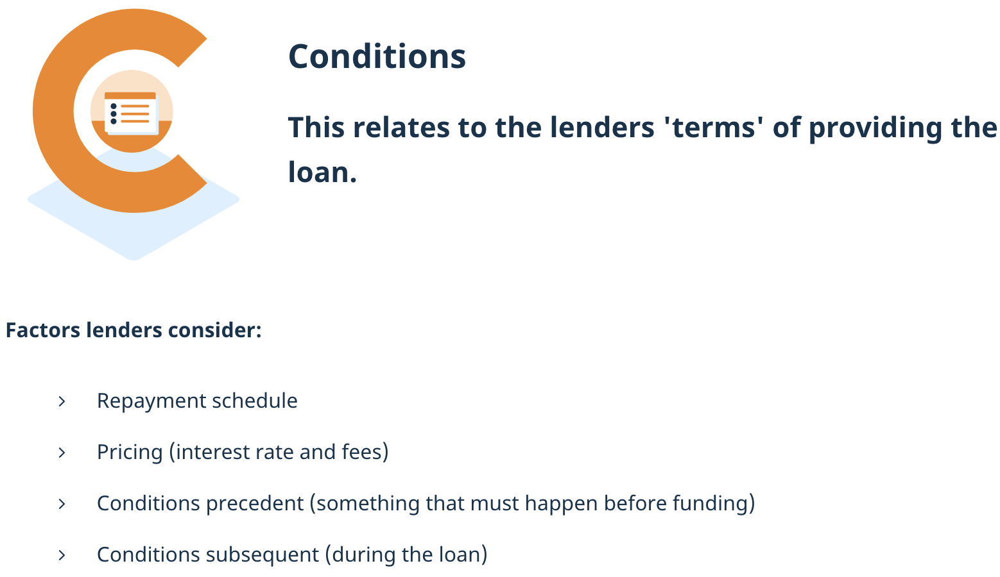 Conditions
This relates to the lenders 'terms' of providing the
loan.
Factors lenders consider:
Repayment schedule
Pricing (interest rate and fees)
Conditions precedent (something that must happen before funding)
Conditions subsequent (during the loan)